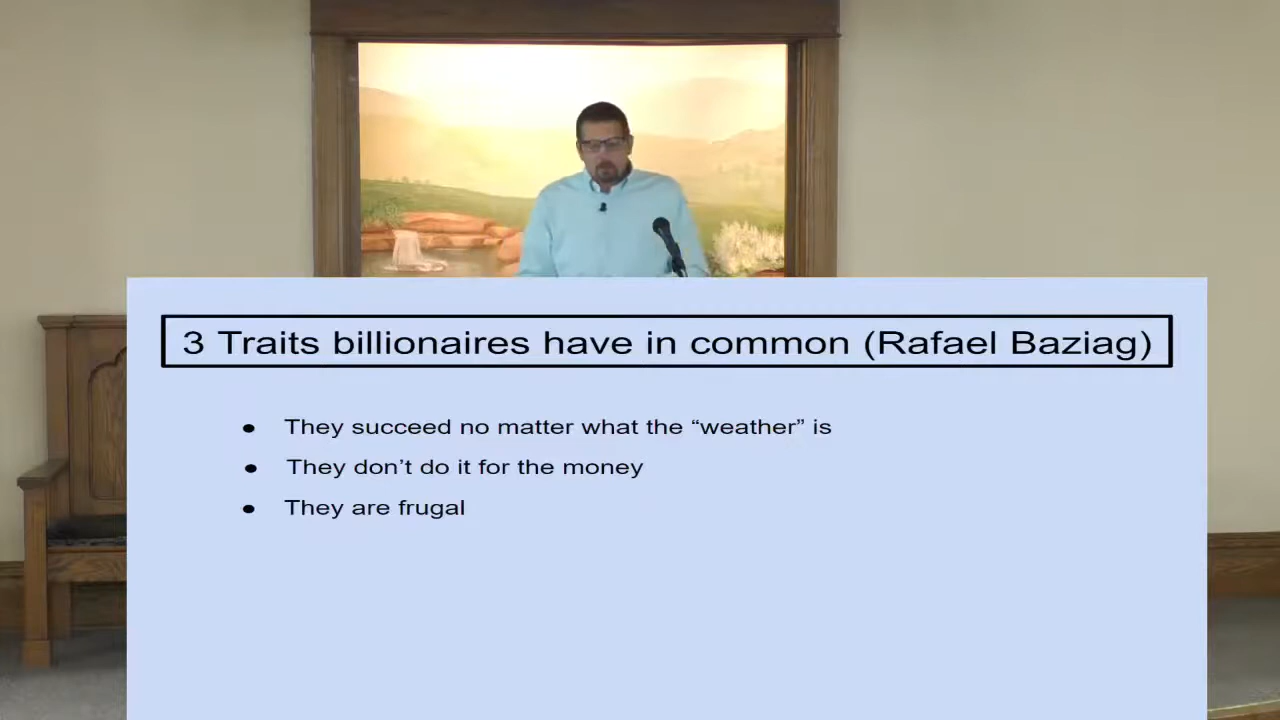 3 Traits billionaires have in common (Rafael Baziag)
● They succeed no matter what the “weather” is
● They don’t do it for the money
● They are frugal